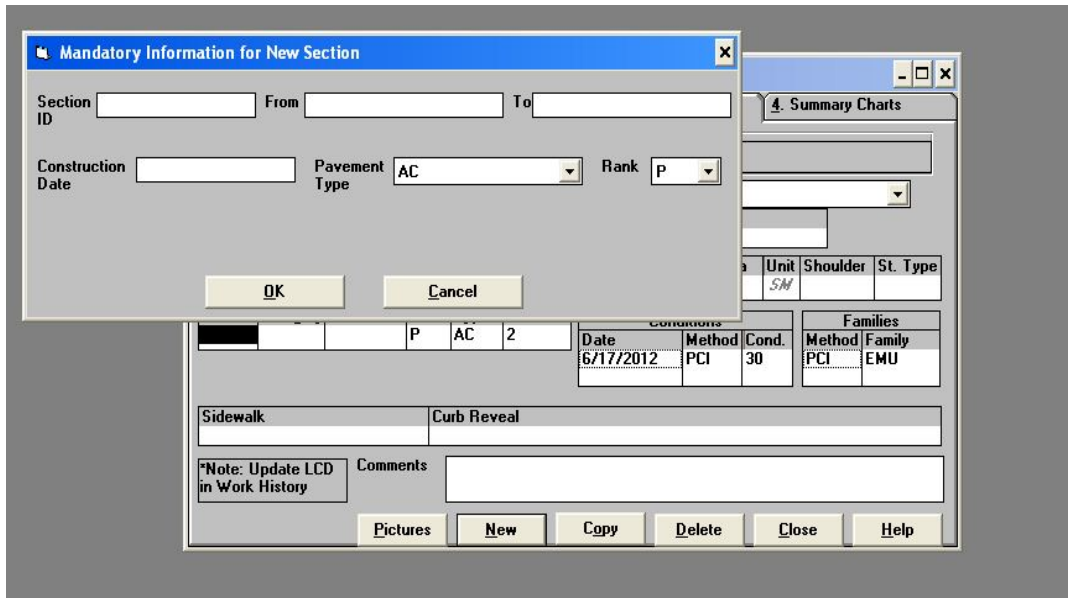 Mandatory Information for New Section
Section ID From To
4. Summary Charts
Construction Date Pavement Type AC Rank P
Unit Shoulder St. Type
SM
OK Cancel
Conditions Families
P AC 2 Date Method Cond. Method Family
6/17/2012 PCI 30 PCI EMU
Sidewalk Curb Reveal
*Note: Update LCD
in Work History
Comments
Pictures New Copy Delete Close Help